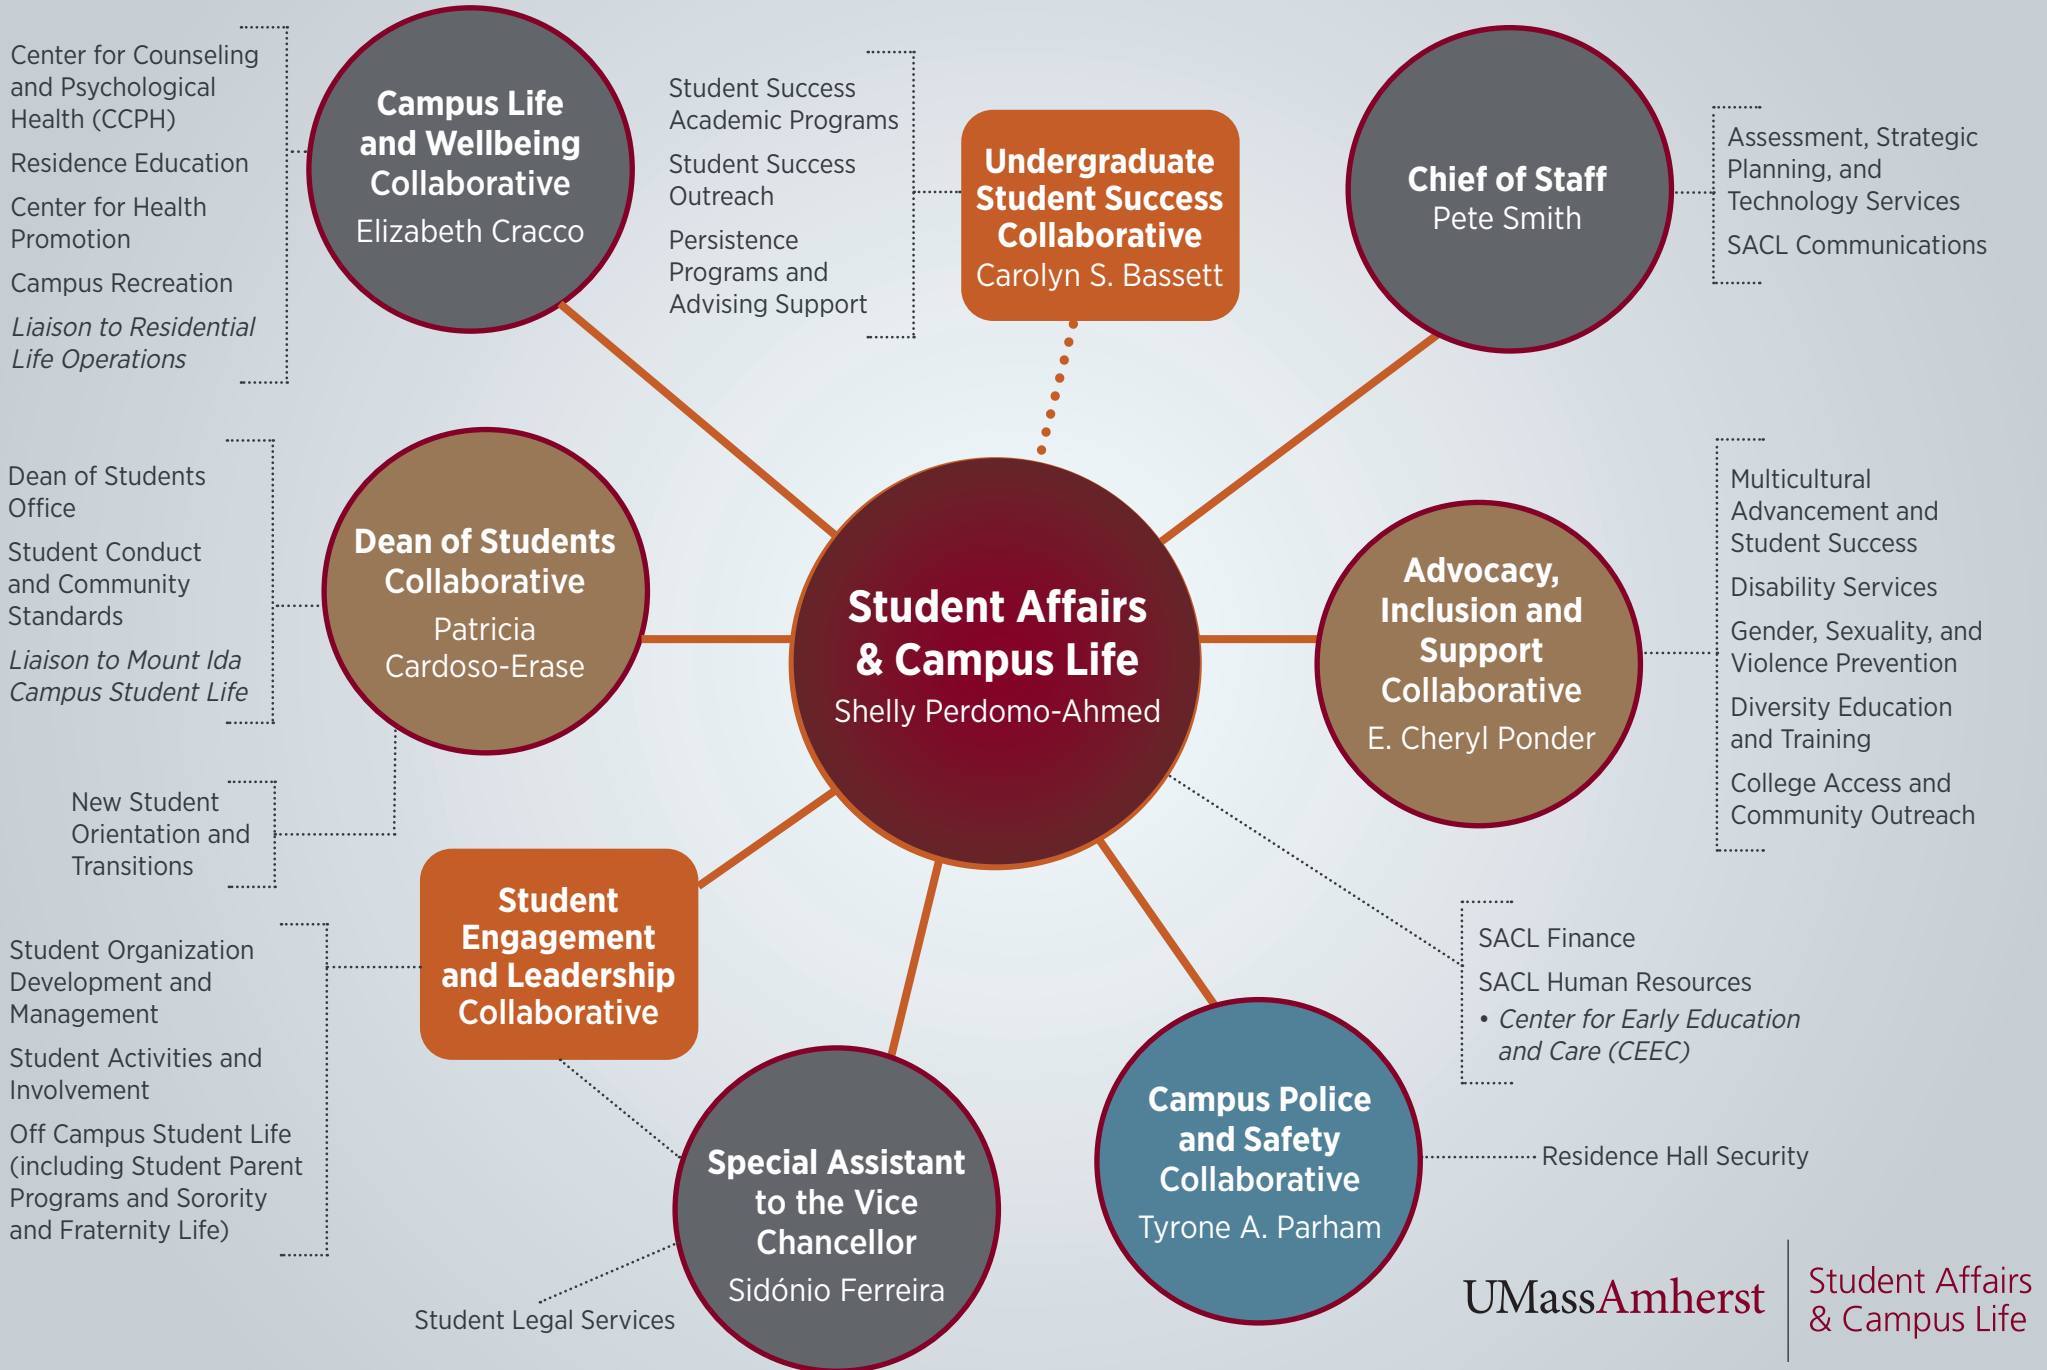 Center for Counseling
and Psychological
Health (CCPH)
Residence Education
Center for Health
Promotion
Campus Recreation
Liaison to Residential
Life Operations
Campus Life
and Wellbeing
Collaborative
Elizabeth Cracco
Student Success
Academic Programs
Student Success
Outreach
Persistence
Programs and
Advising Support
Undergraduate
Student Success
Collaborative
Carolyn S. Bassett
Chief of Staff
Pete Smith
Assessment, Strategic
Planning, and
Technology Services
SACL Communications
Dean of Students
Office
Student Conduct
and Community
Standards
Liaison to Mount Ida
Campus Student Life
Dean of Students
Collaborative
Patricia
Cardoso-Erase
New Student
Orientation and
Transitions
Student Affairs
& Campus Life
Shelly Perdomo-Ahmed
Advocacy,
Inclusion and
Support
Collaborative
E. Cheryl Ponder
Multicultural
Advancement and
Student Success
Disability Services
Gender, Sexuality, and
Violence Prevention
Diversity Education
and Training
College Access and
Community Outreach
Student Organization
Development and
Management
Student Activities and
Involvement
Off Campus Student Life
(including Student Parent
Programs and Sorority
and Fraternity Life)
Student
Engagement
and Leadership
Collaborative
Special Assistant
to the Vice
Chancellor
Sidónio Ferreira
Student Legal Services
Campus Police
and Safety
Collaborative
Tyrone A. Parham
SACL Finance
SACL Human Resources
• Center for Early Education
and Care (CEEC)
Residence Hall Security
UMassAmherst
Student Affairs
& Campus Life